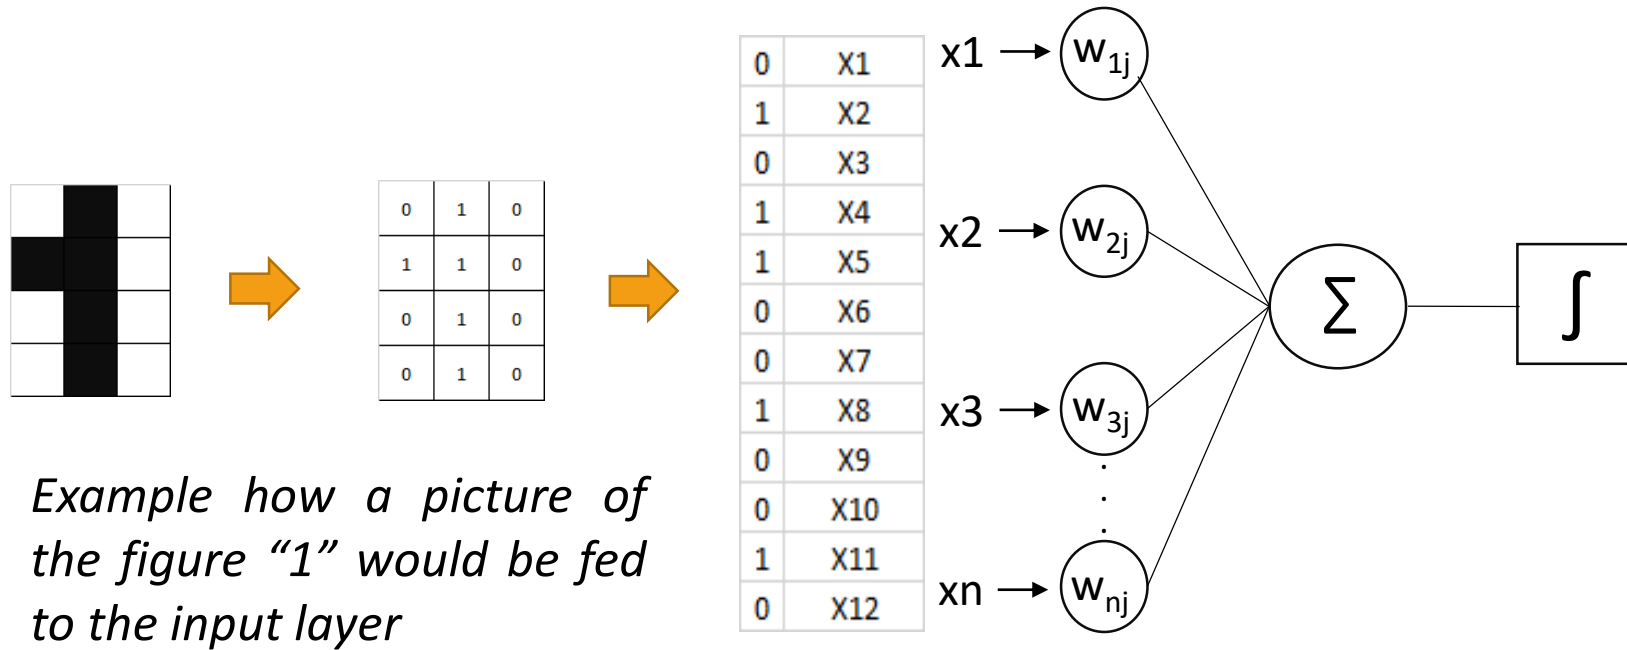 0 1 0
1 1 0
0 1 0
0 1 0
Example how a picture of
the figure “1” would be fed
to the input layer
0 X1
1 X2
0 X3
1 X4
1 X5
0 X6
0 X7
1 X8
0 X9
0 X10
1 X11
0 X12
x1 w1j
x2 w2j
x3 w3j
.
.
.
xn wnj
Σ
∫